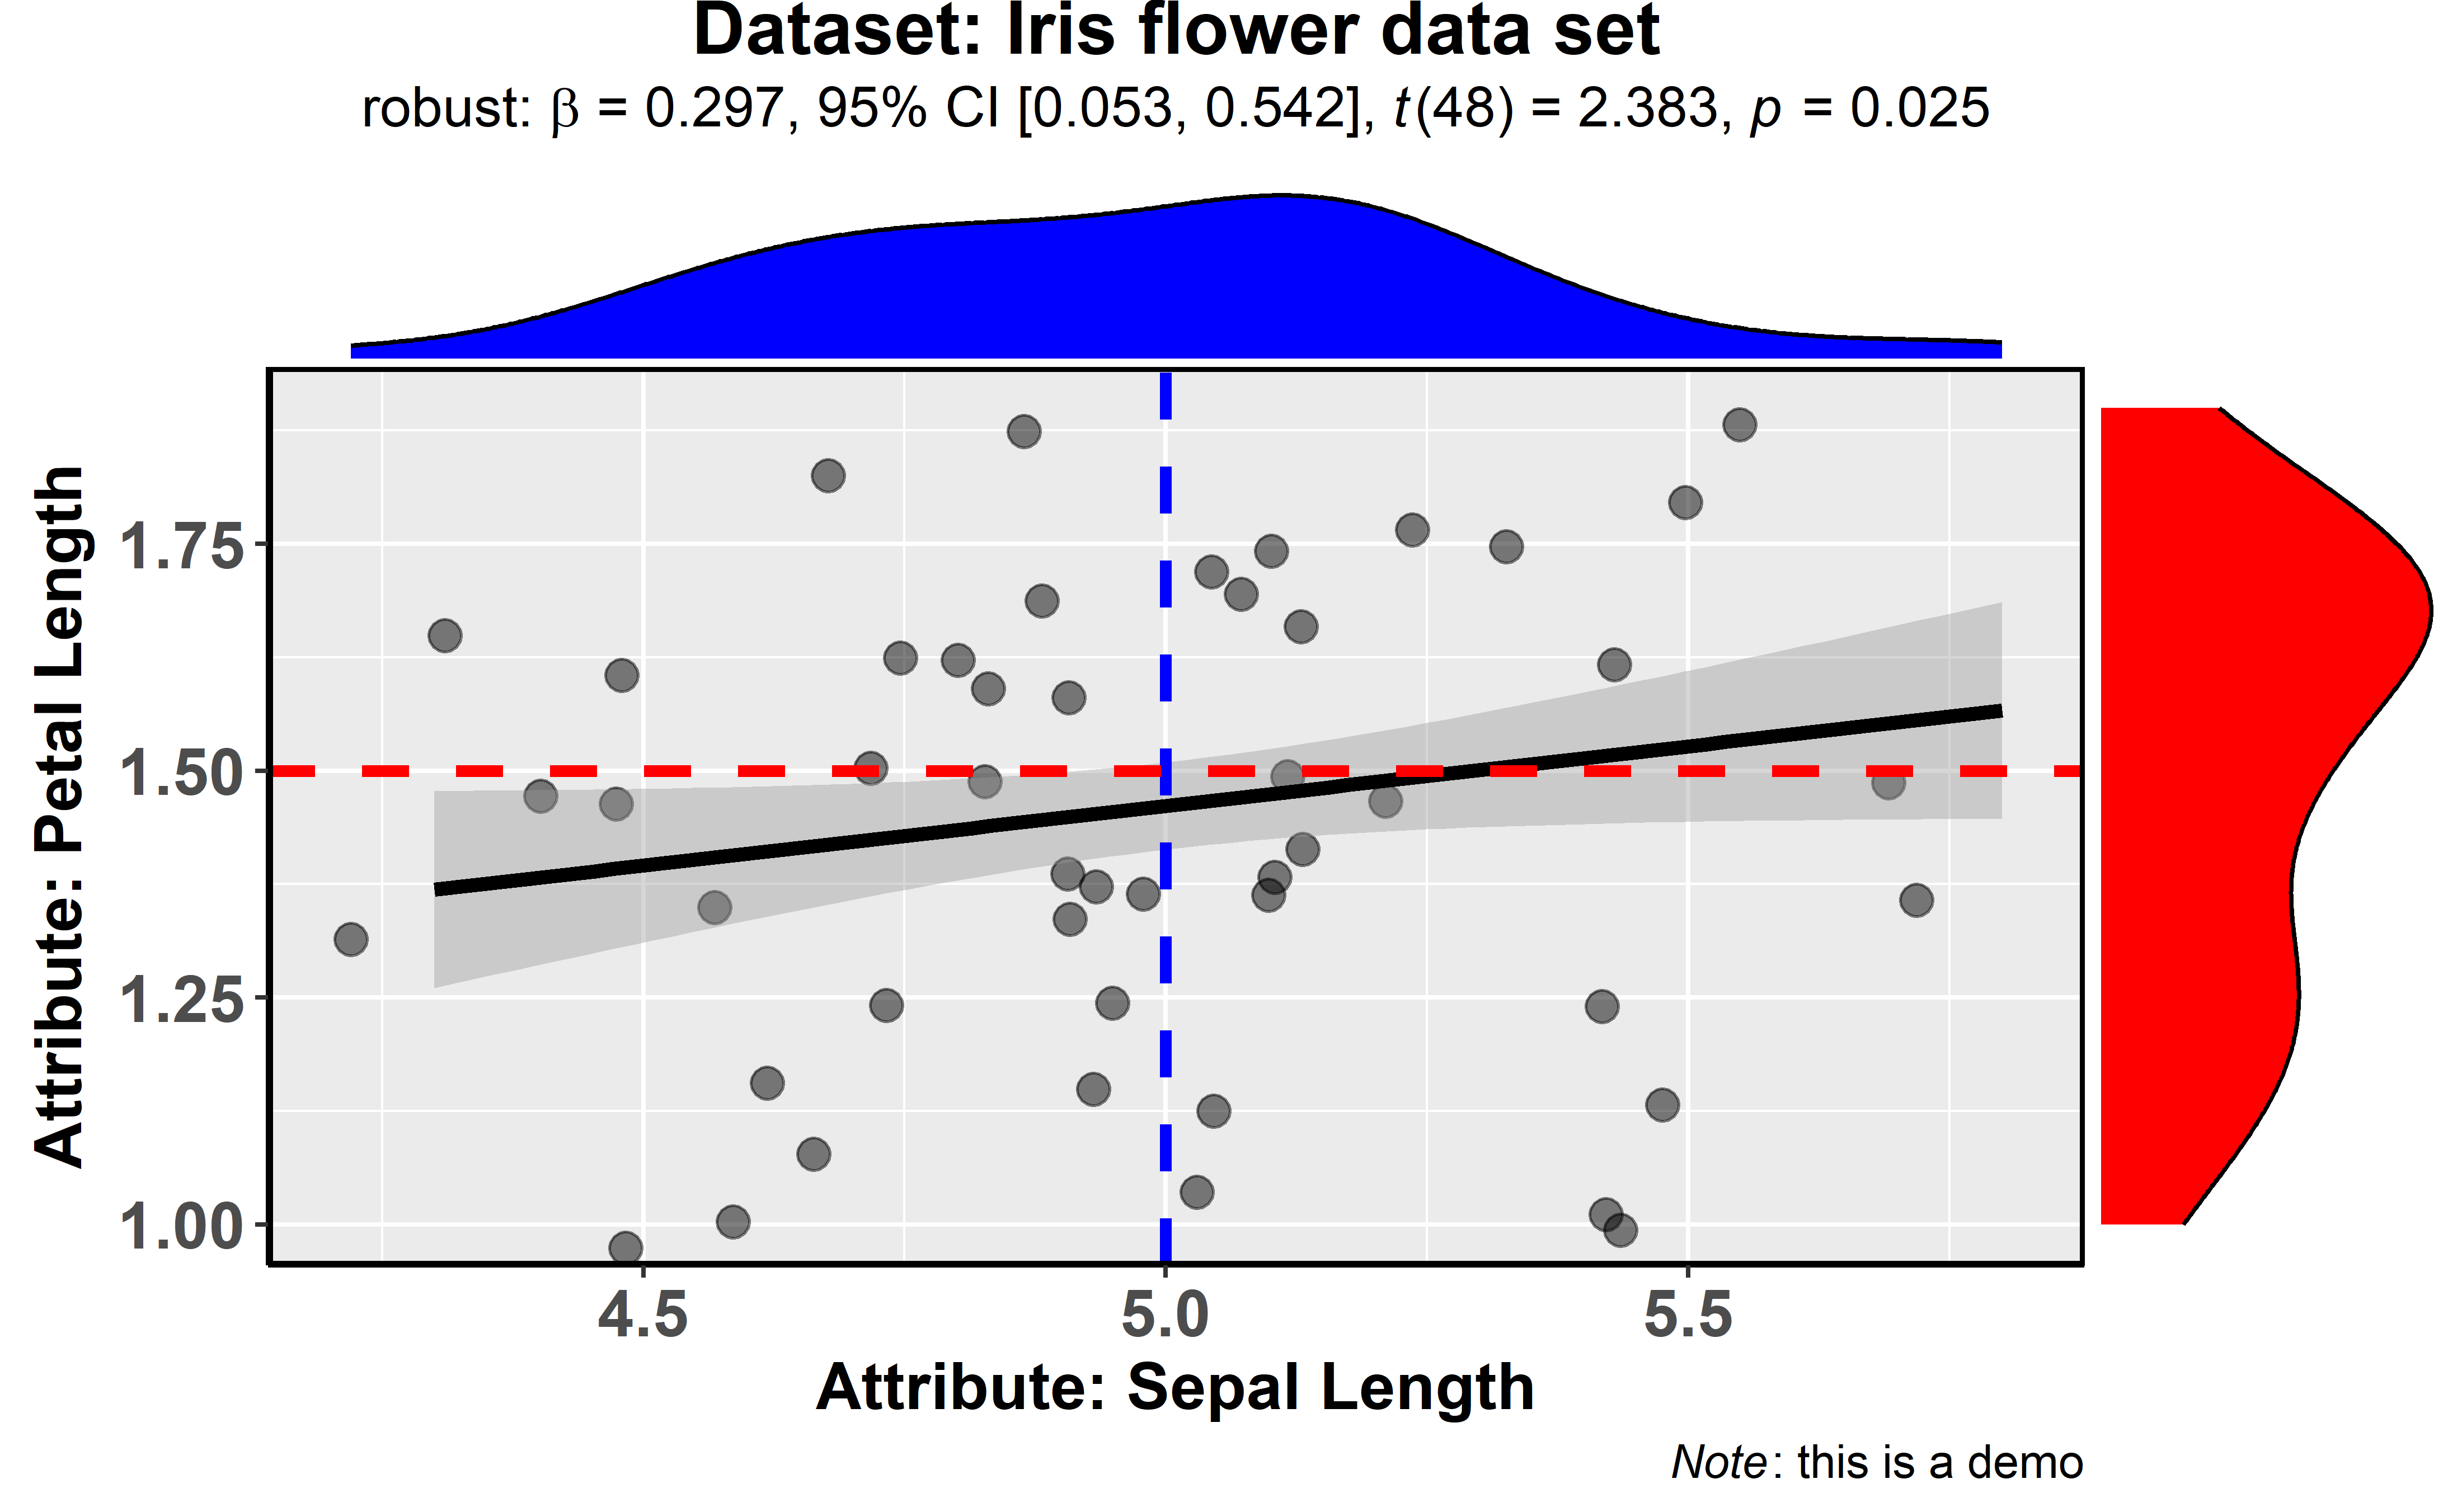 Dataset: Iris flower data set
robust: β = 0.297, 95% CI [0.053, 0.542], t(48) = 2.383, p = 0.025
Attribute: Petal Length
1.75
1.50
1.25
1.00
4.5 5.0 5.5
Attribute: Sepal Length
Note: this is a demo